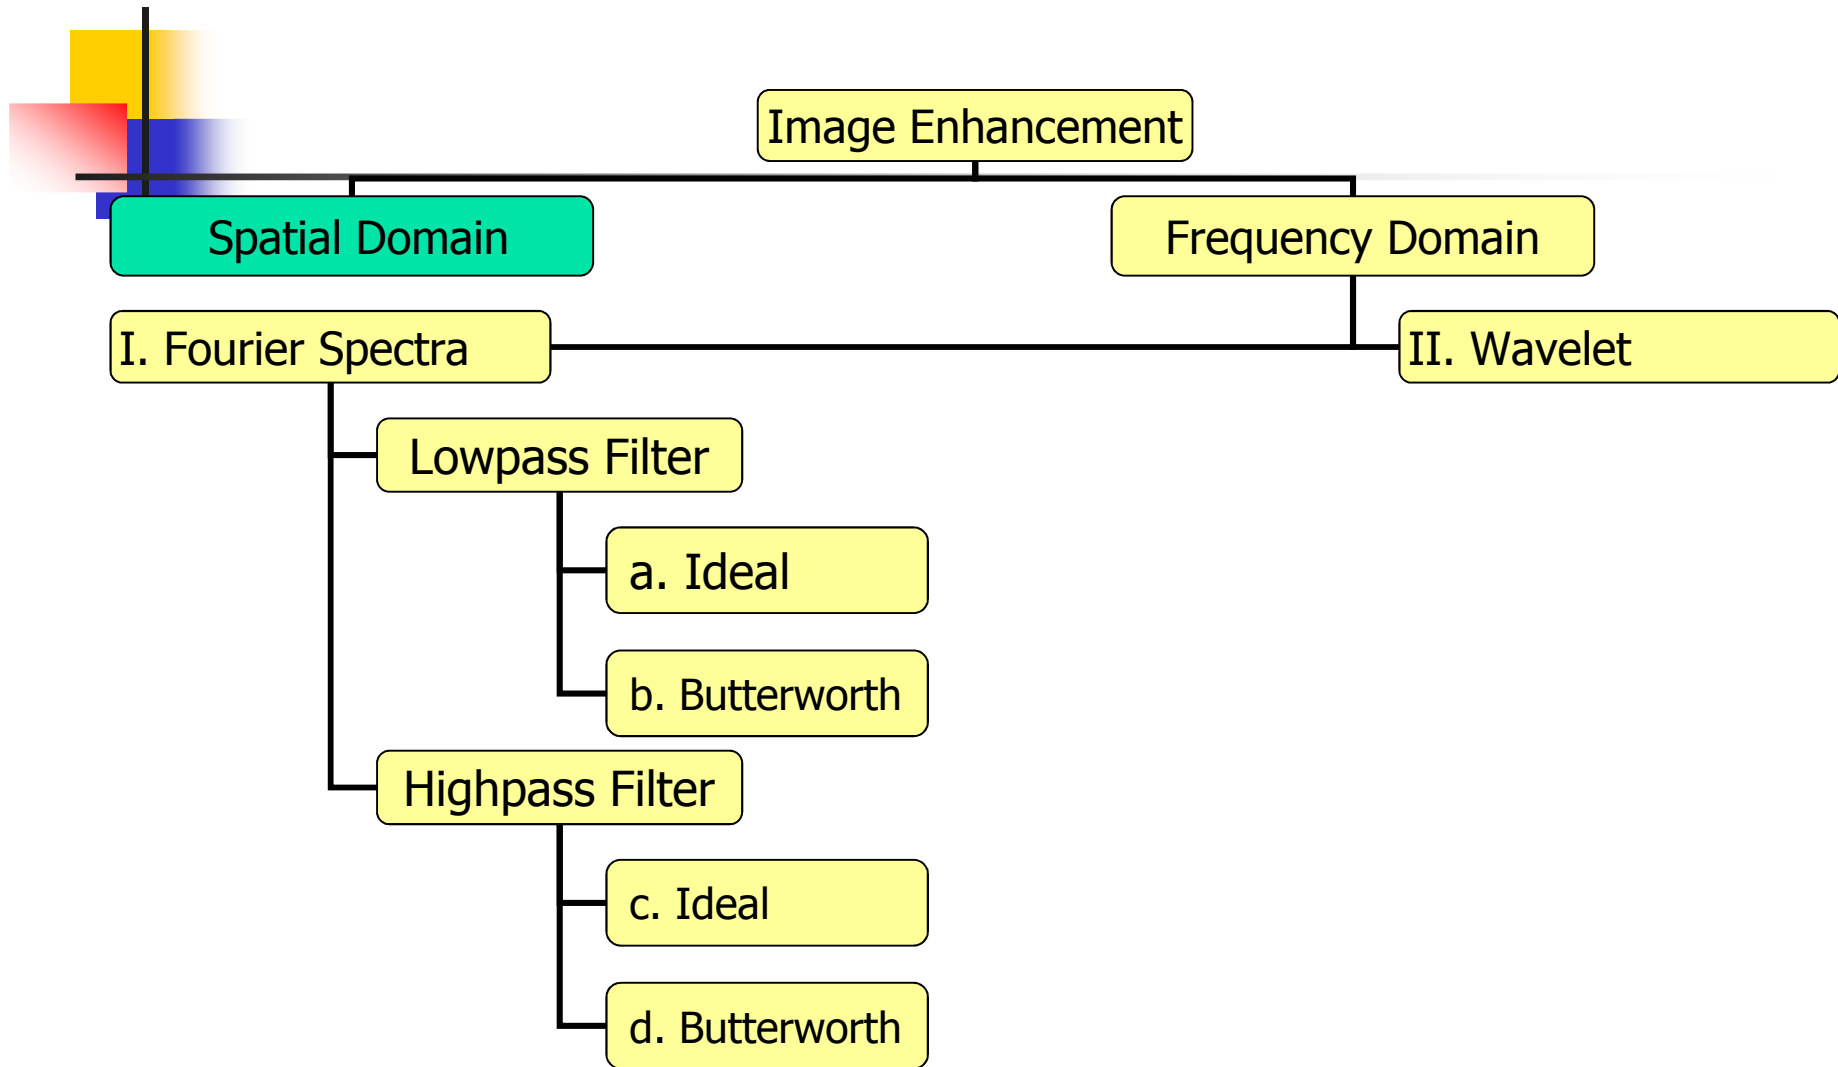 Image Enhancement
Spatial Domain
Frequency Domain
I. Fourier Spectra
II. Wavelet
Lowpass Filter
a. Ideal
b. Butterworth
Highpass Filter
c. Ideal
d. Butterworth